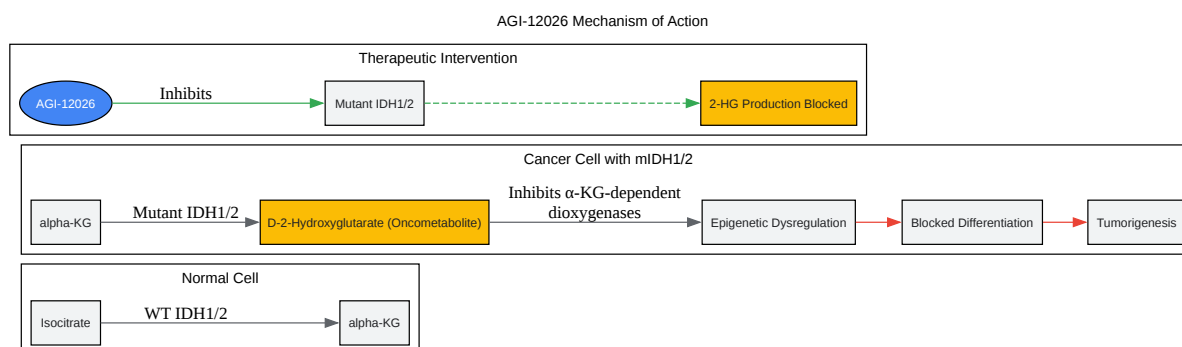 AGI-12026 Mechanism of Action
Therapeutic Intervention
AGI-12026
Inhibits
Mutant IDH1/2
2-HG Production Blocked
Cancer Cell with mIDH1/2
alpha-KG
Mutant IDH1/2
D-2-Hydroxyglutarate (Oncometabolite)
Inhibits α-KG-dependent
dioxygenases
Epigenetic Dysregulation
Blocked Differentiation
Tumorigenesis
Normal Cell
Isocitrate
WT IDH1/2
alpha-KG